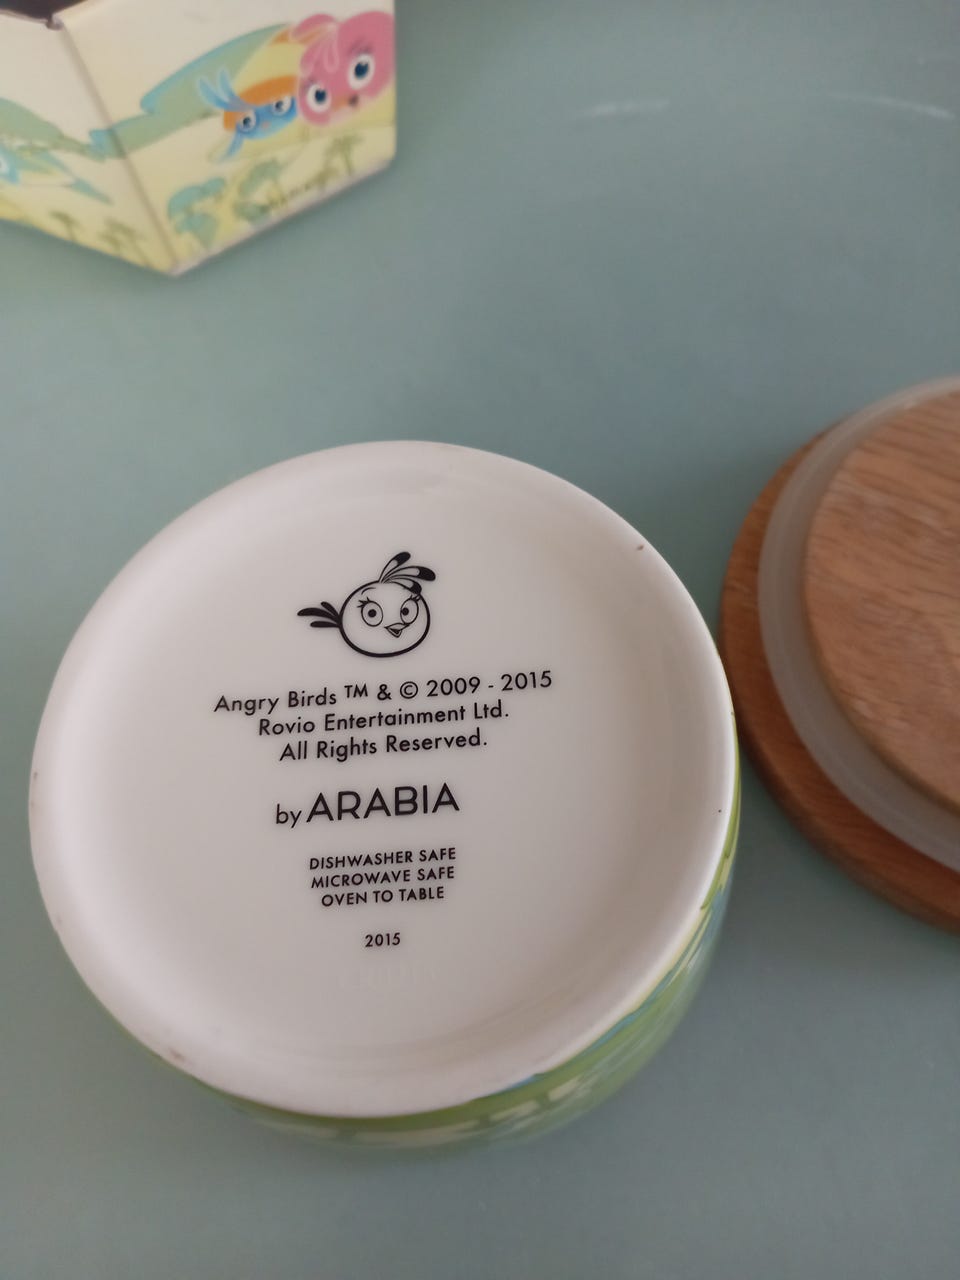 Angry Birds ™ & © 2009 - 2015
Rovio Entertainment Ltd.
All Rights Reserved.
by ARABIA
DISHWASHER SAFE
MICROWAVE SAFE
OVEN TO TABLE
2015